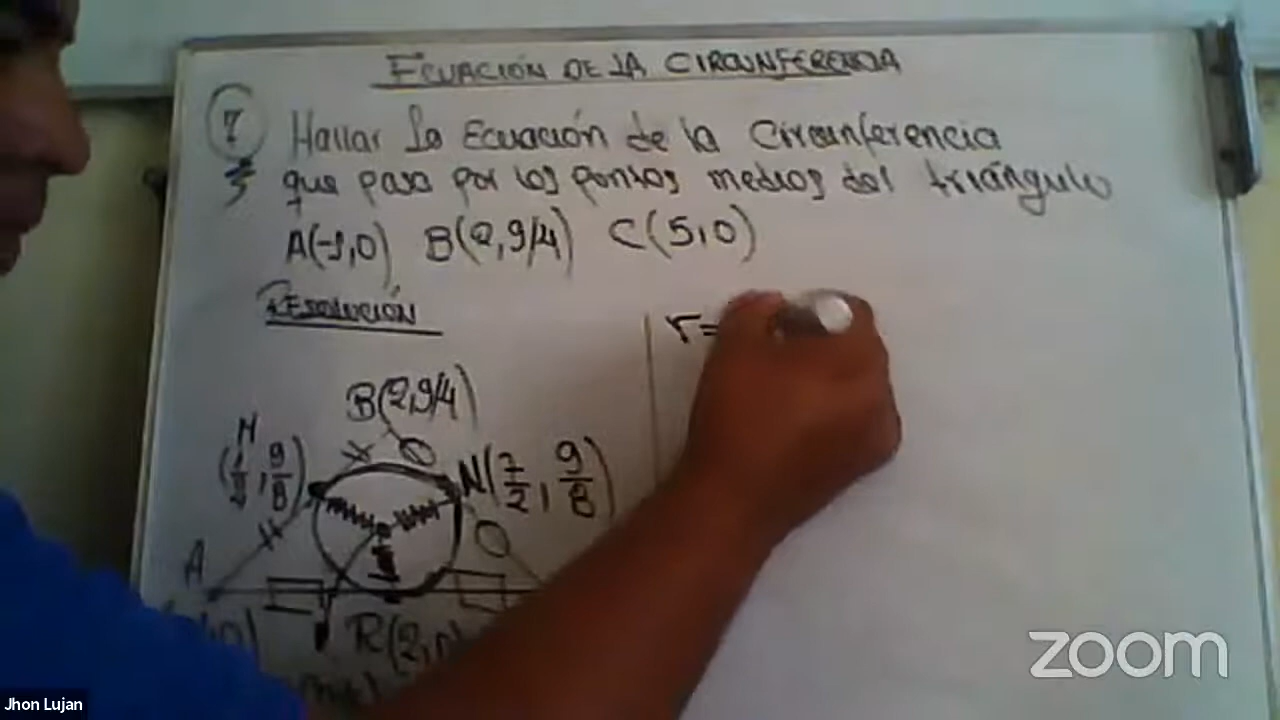 ECUACIÓN DE LA CIRCUNFERENCIA
7 Hallar la Ecuación de la Circunferencia
que pasa por los pontos medios del triángulo
A(-1,0) B(2,9/4) C(5,0)
RESOLUCIÓN
r=
B(2,9/4)
M
(1/2, 9/8)
N(7/2, 9/8)
A
R(2,0)
zoom
Jhon Lujan